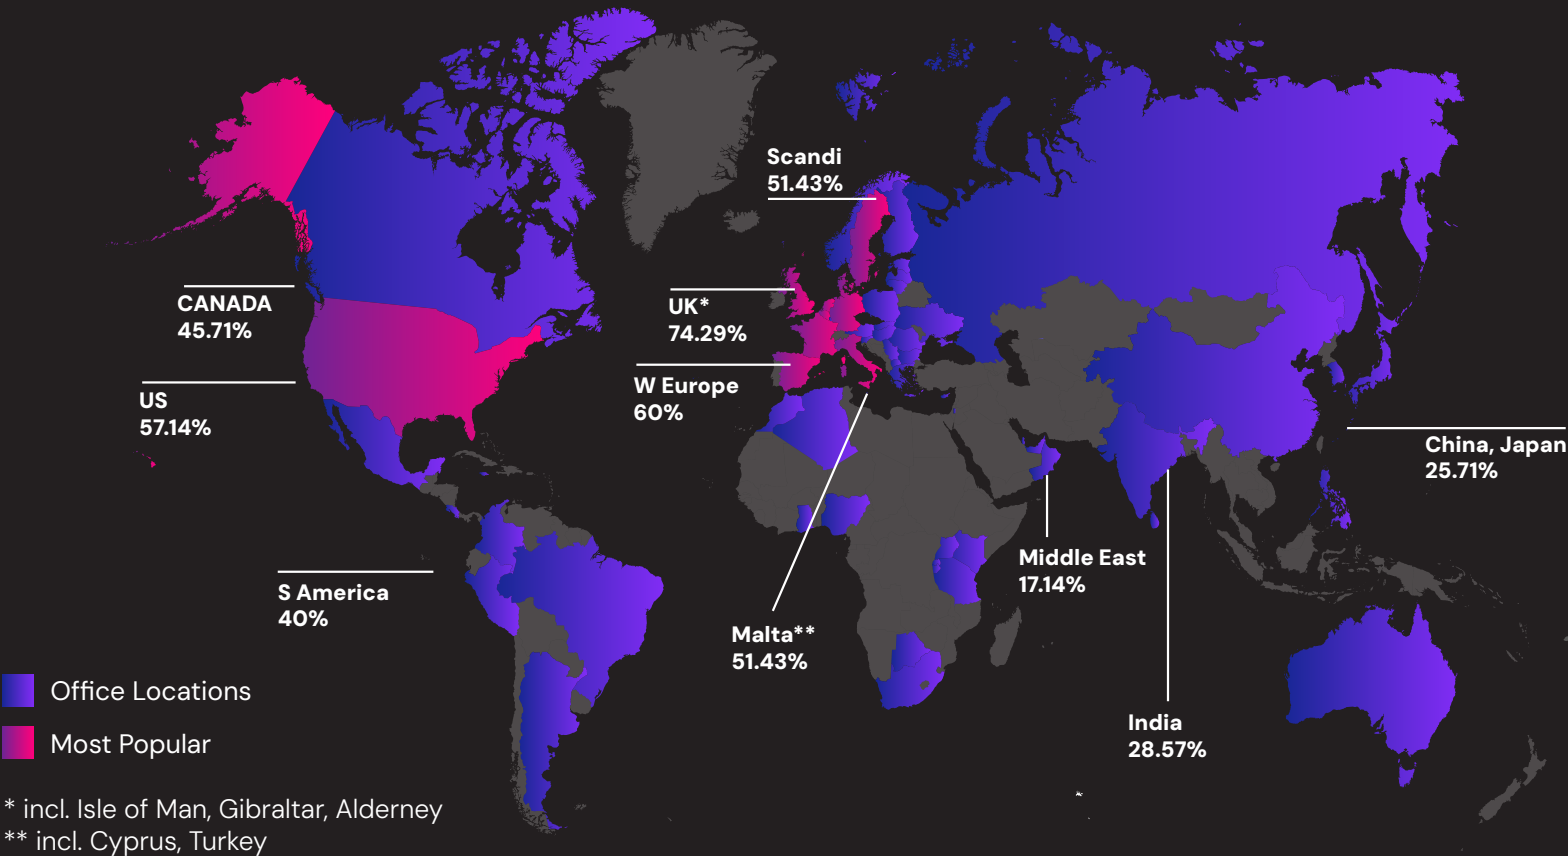 Scandi
51.43%
CANADA
45.71%
UK*
74.29%
US
57.14%
W Europe
60%
China, Japan
25.71%
Middle East
17.14%
S America
40%
Malta**
51.43%
India
28.57%
Office Locations
Most Popular
* incl. Isle of Man, Gibraltar, Alderney
** incl. Cyprus, Turkey